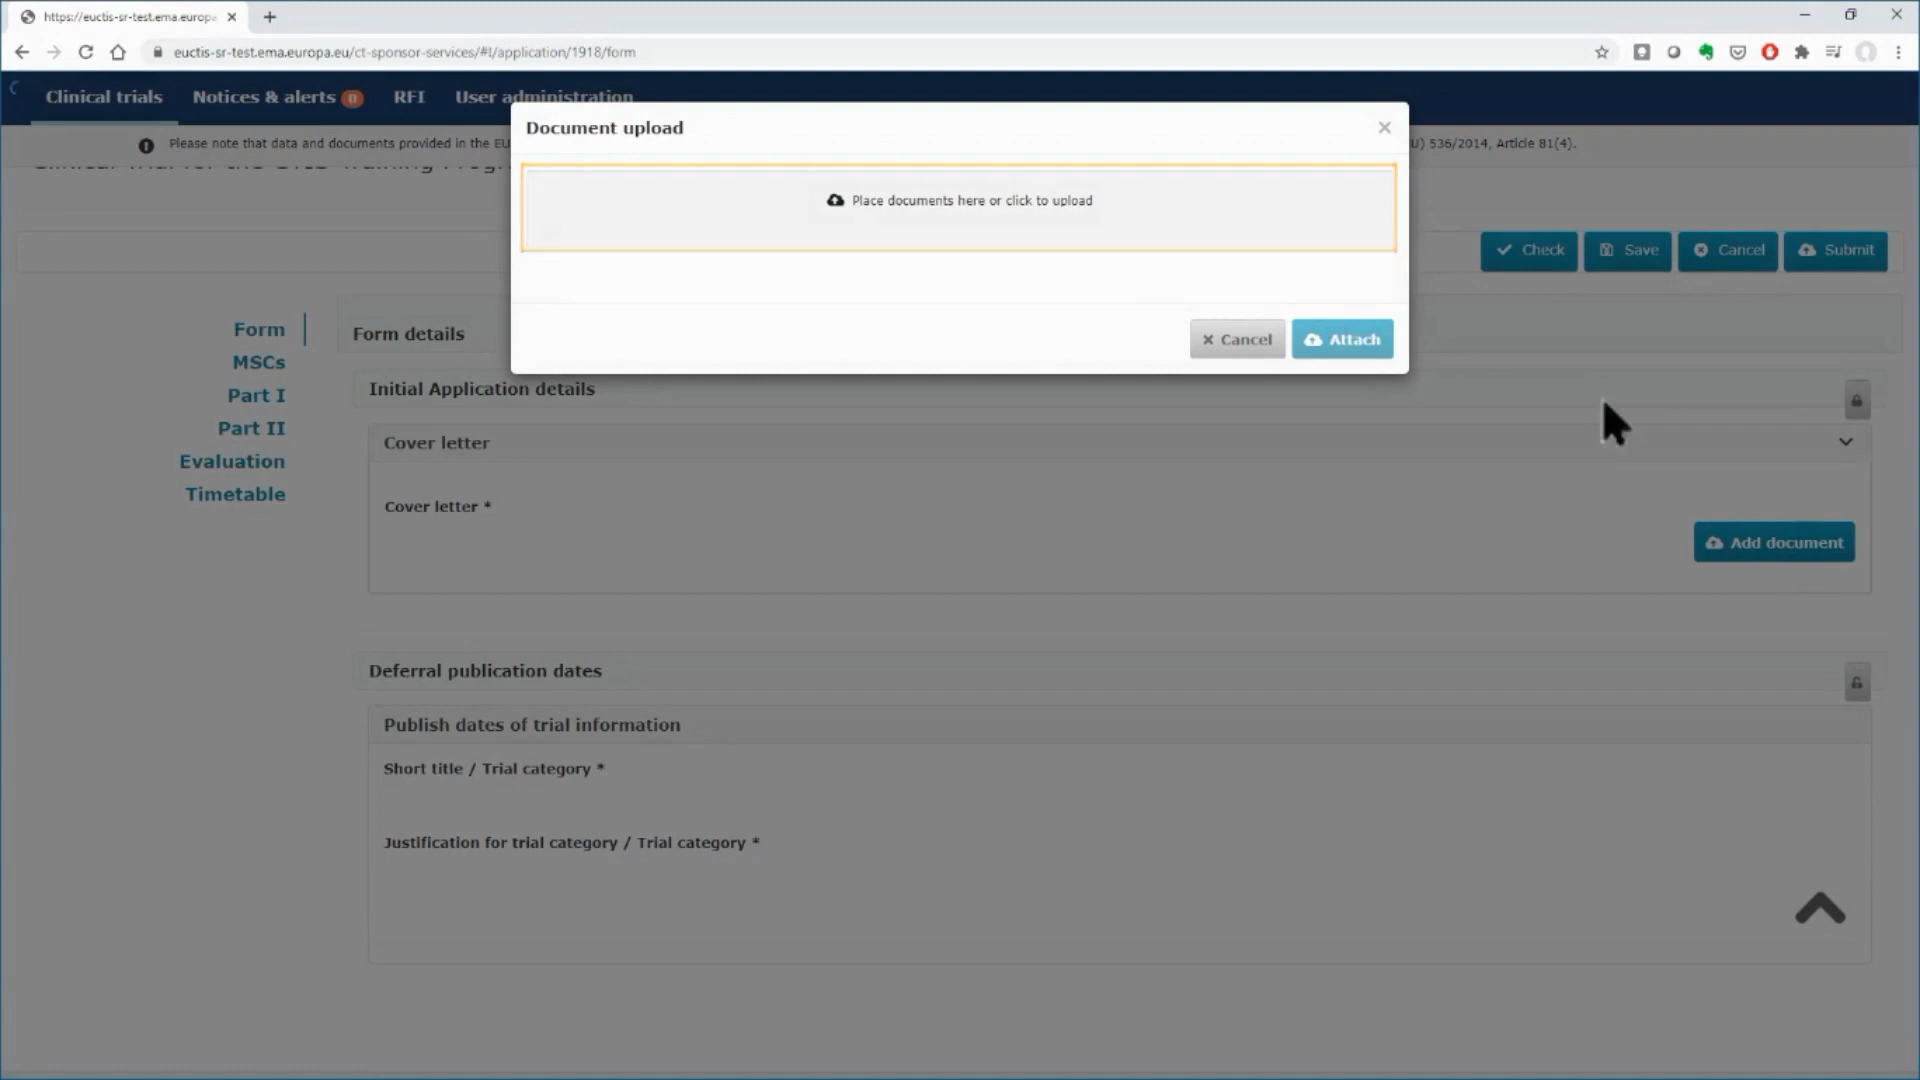 https://euctis-sr-test.ema.europa
euctis-sr-test.ema.europa.eu/ct-sponsor-services/#!/application/1918/form
Clinical trials Notices & alerts 0 RFI User administration
Please note that data and documents provided in the EU
U) 536/2014, Article 81(4).
Document upload
Place documents here or click to upload
Cancel Attach
Check Save Cancel Submit
Form
MSCs
Part I
Part II
Evaluation
Timetable
Form details
Initial Application details
Cover letter
Cover letter *
Add document
Deferral publication dates
Publish dates of trial information
Short title / Trial category *
Justification for trial category / Trial category *